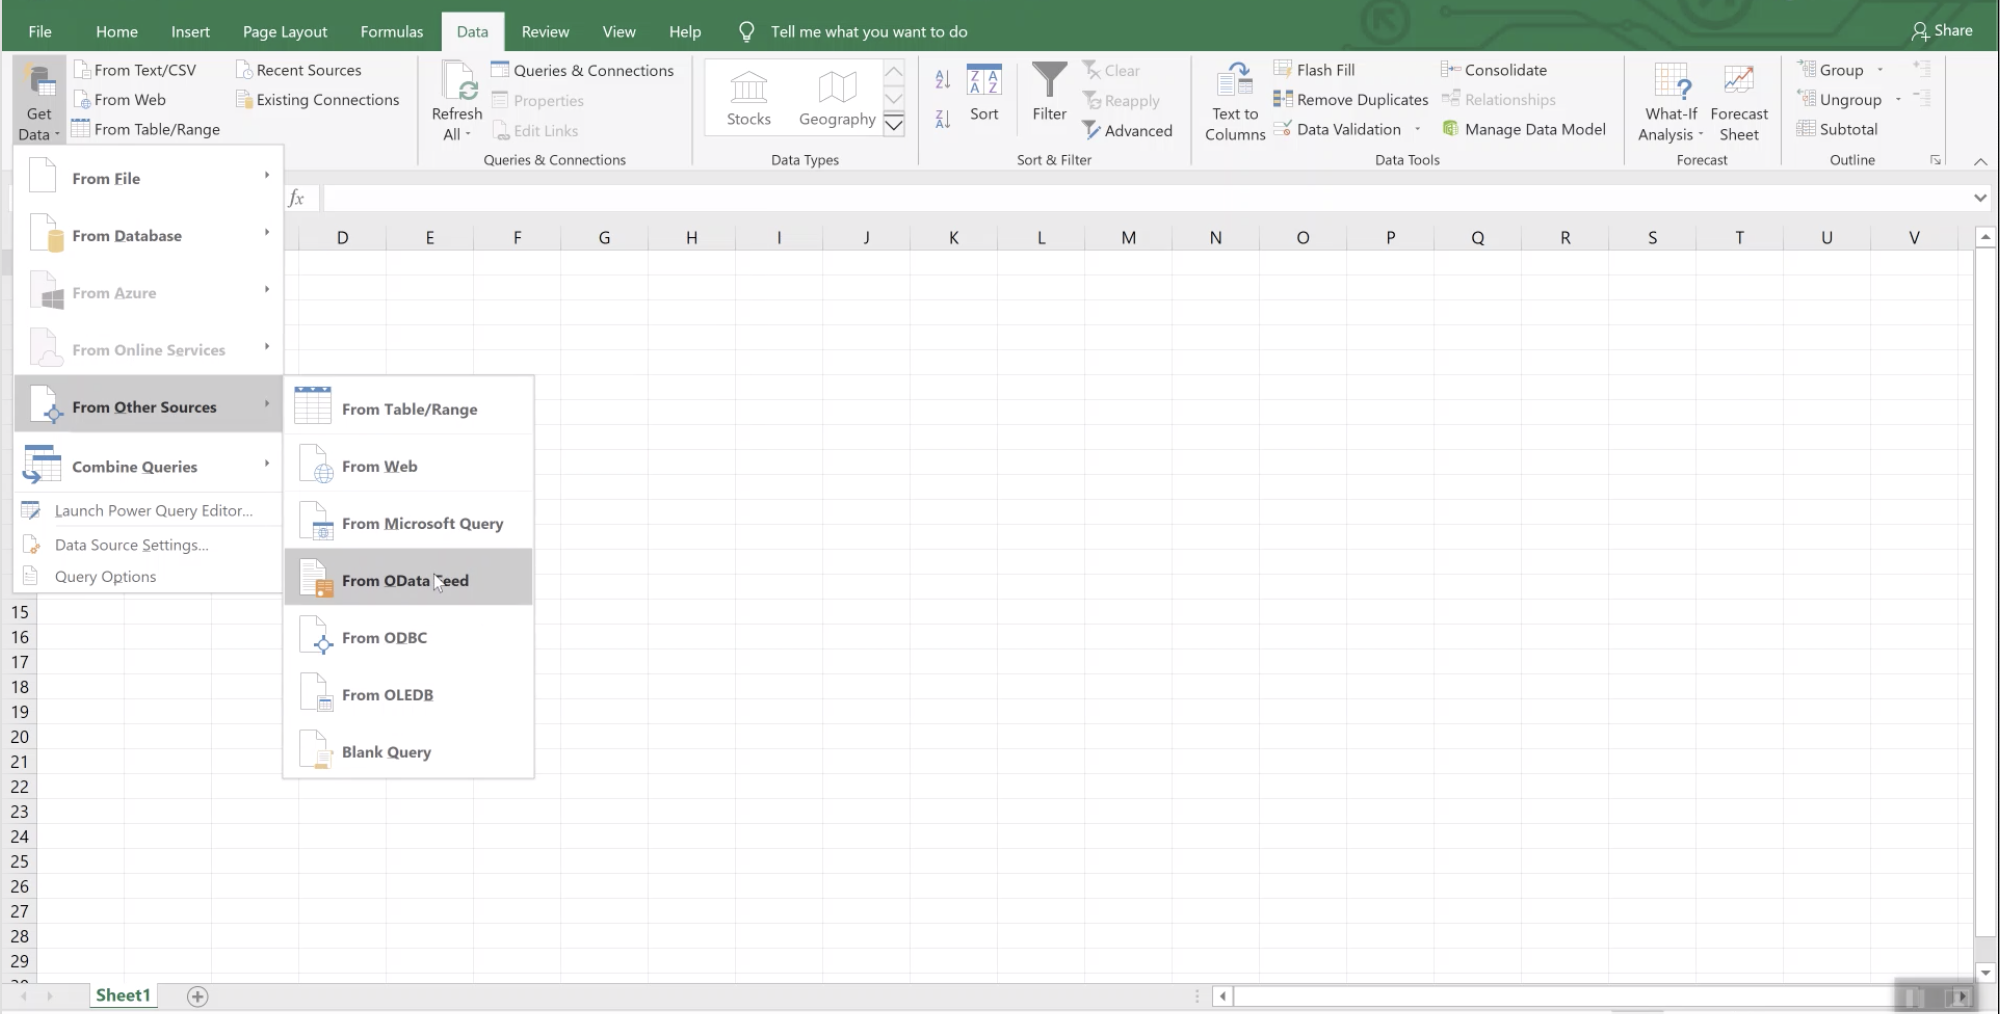 File Home Insert Page Layout Formulas Data Review View Help Tell me what you want to do Share
Get Data
From Text/CSV
From Web
From Table/Range
Recent Sources
Existing Connections
Refresh All
Queries & Connections
Properties
Edit Links
Queries & Connections
Stocks
Geography
Data Types
Sort
Filter
Clear
Reapply
Advanced
Sort & Filter
Text to Columns
Flash Fill
Remove Duplicates
Data Validation
Consolidate
Relationships
Manage Data Model
Data Tools
What-If Analysis
Forecast Sheet
Forecast
Group
Ungroup
Subtotal
Outline
fx
D E F G H I J K L M N O P Q R S T U V
From File
From Database
From Azure
From Online Services
From Other Sources
Combine Queries
Launch Power Query Editor...
Data Source Settings...
Query Options
From Table/Range
From Web
From Microsoft Query
From OData Feed
From ODBC
From OLEDB
Blank Query
15
16
17
18
19
20
21
22
23
24
25
26
27
28
29
Sheet1